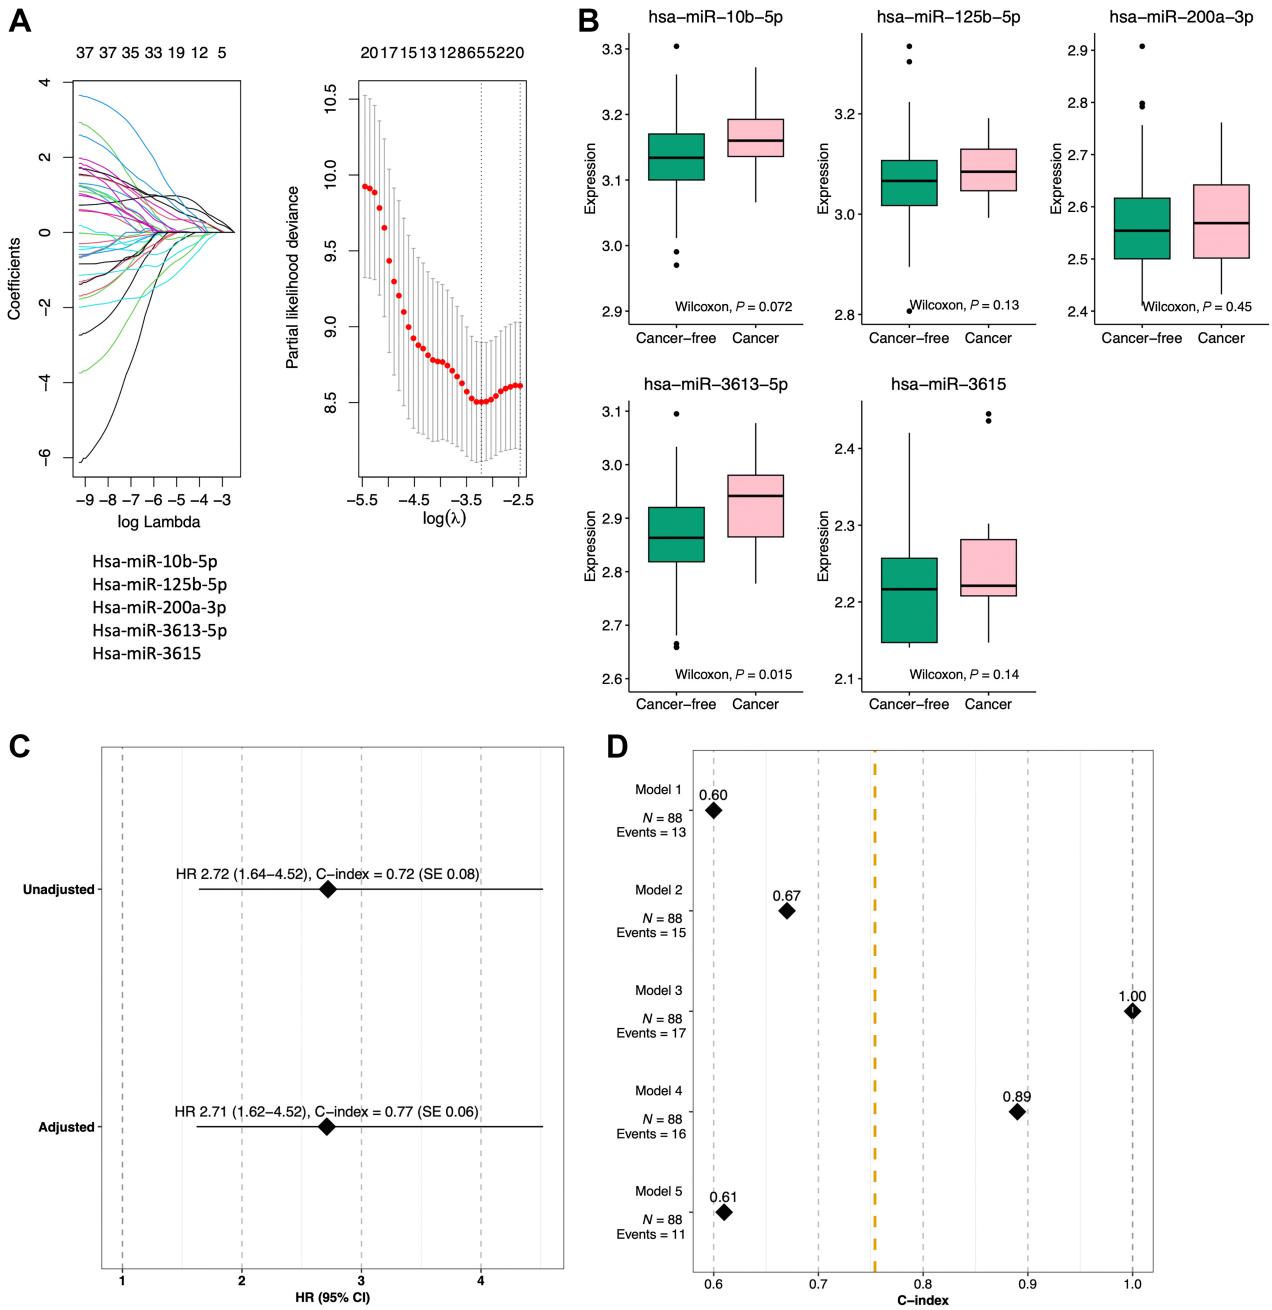 A
37 37 35 33 19 12 5
4
2
0
−2
−4
−6
Coefficients
−9 −8 −7 −6 −5 −4 −3
log Lambda
20 17 15 13 12 8 6 5 5 2 2 0
10.5
10.0
9.5
9.0
8.5
Partial likelihood deviance
−5.5 −4.5 −3.5 −2.5
log(λ)
Hsa-miR-10b-5p
Hsa-miR-125b-5p
Hsa-miR-200a-3p
Hsa-miR-3613-5p
Hsa-miR-3615
B
hsa−miR−10b−5p
3.3
3.2
3.1
3.0
2.9
Expression
Wilcoxon, P = 0.072
Cancer−free Cancer
hsa−miR−125b−5p
3.2
3.0
2.8
Expression
Wilcoxon, P = 0.13
Cancer−free Cancer
hsa−miR−200a−3p
2.9
2.8
2.7
2.6
2.5
2.4
Expression
Wilcoxon, P = 0.45
Cancer−free Cancer
hsa−miR−3613−5p
3.1
3.0
2.9
2.8
2.7
2.6
Expression
Wilcoxon, P = 0.015
Cancer−free Cancer
hsa−miR−3615
2.4
2.3
2.2
2.1
Expression
Wilcoxon, P = 0.14
Cancer−free Cancer
C
HR 2.72 (1.64−4.52), C−index = 0.72 (SE 0.08)
Unadjusted
HR 2.71 (1.62−4.52), C−index = 0.77 (SE 0.06)
Adjusted
1 2 3 4
HR (95% CI)
D
Model 1
N = 88
Events = 13
0.60
Model 2
N = 88
Events = 15
0.67
Model 3
N = 88
Events = 17
1.00
Model 4
N = 88
Events = 16
0.89
Model 5
N = 88
Events = 11
0.61
0.6 0.7 0.8 0.9 1.0
C−index